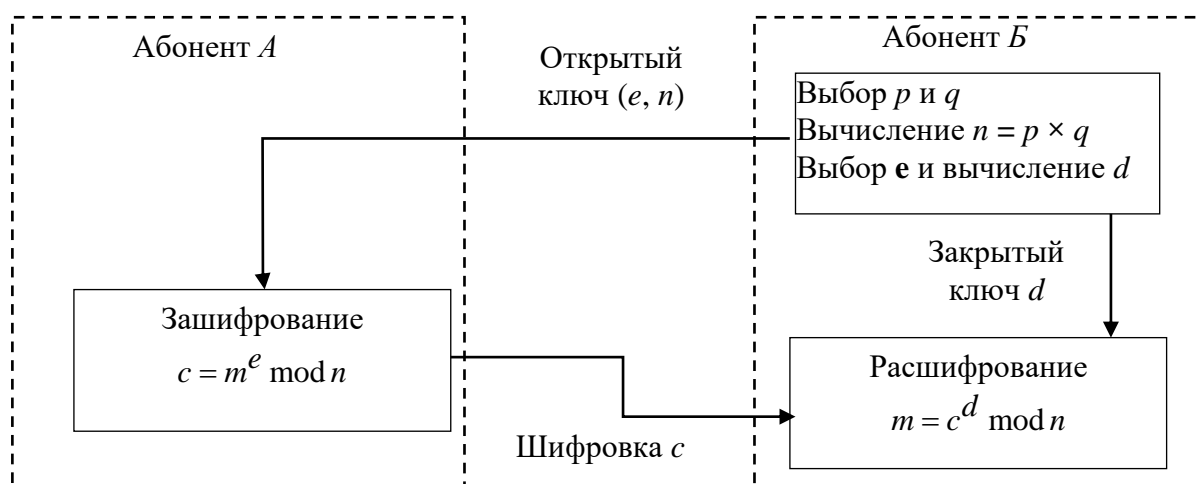 Абонент А
Абонент Б
Открытый
ключ (e, n)
Выбор p и q
Вычисление n = p × q
Выбор e и вычисление d
Закрытый
ключ d
Зашифрование
c = m^e mod n
Расшифрование
m = c^d mod n
Шифровка c